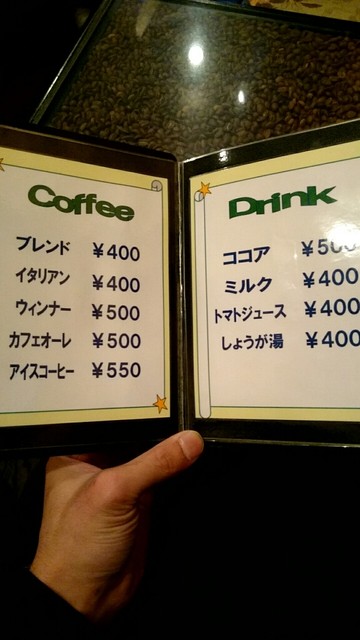 Coffee
ブレンド ￥400
イタリアン ￥400
ウィンナー ￥500
カフェオーレ ￥500
アイスコーヒー ￥550
Drink
ココア ￥500
ミルク ￥400
トマトジュース ￥400
しょうが湯 ￥400